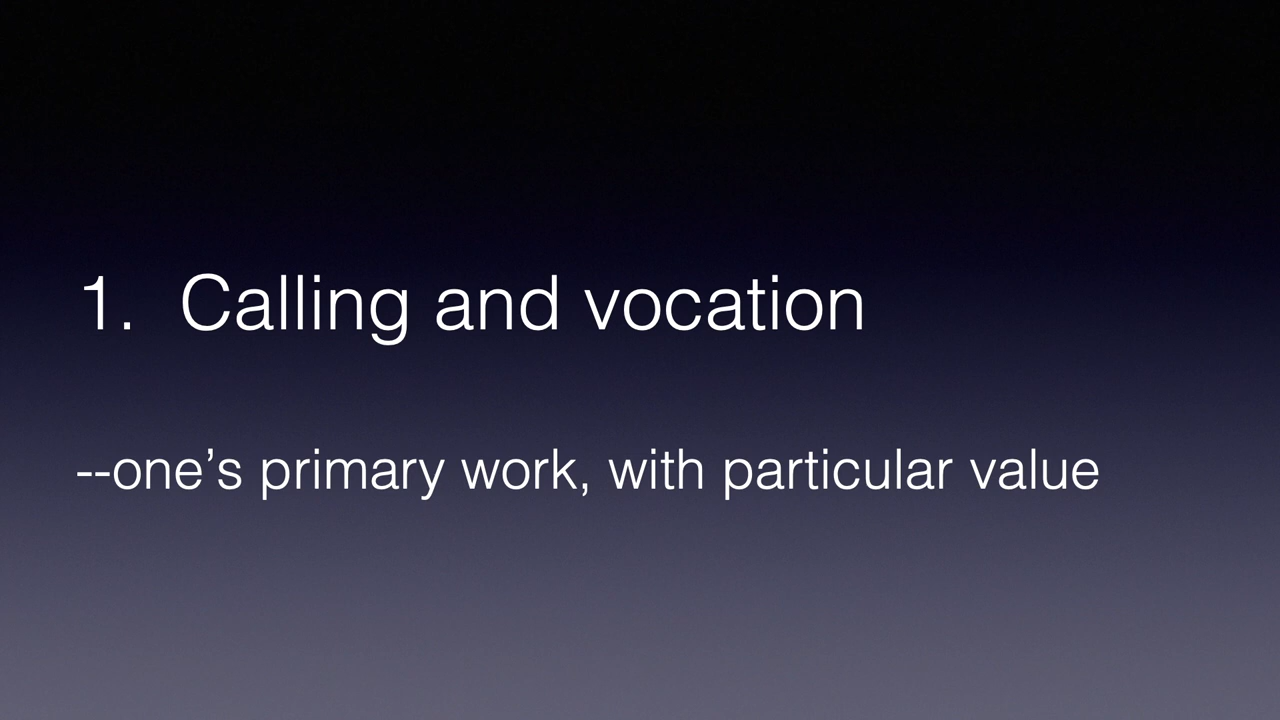 1. Calling and vocation
--one’s primary work, with particular value